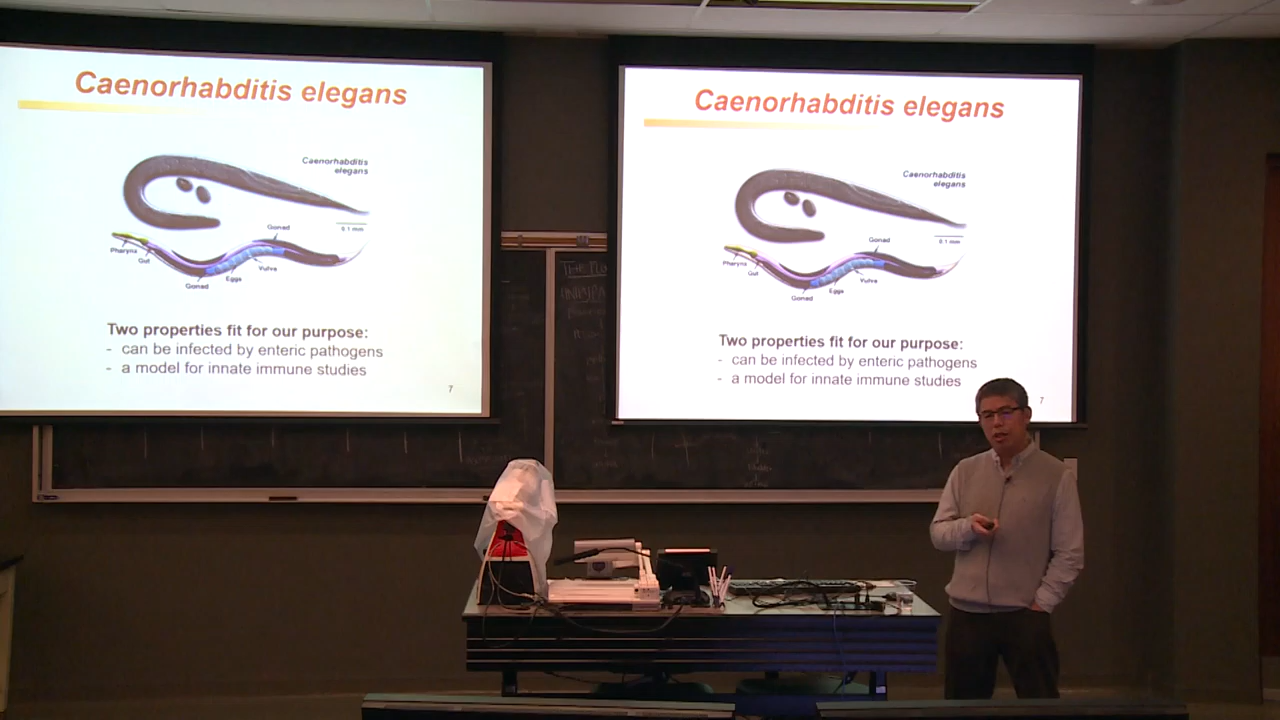 Caenorhabditis elegans
Caenorhabditis
elegans
0.1 mm
Gonad
Pharynx
Gut
Vulva
Eggs
Gonad
Two properties fit for our purpose:
- can be infected by enteric pathogens
- a model for innate immune studies
7
Caenorhabditis elegans
Caenorhabditis
elegans
0.1 mm
Gonad
Pharynx
Gut
Vulva
Eggs
Gonad
Two properties fit for our purpose:
- can be infected by enteric pathogens
- a model for innate immune studies
7
THE